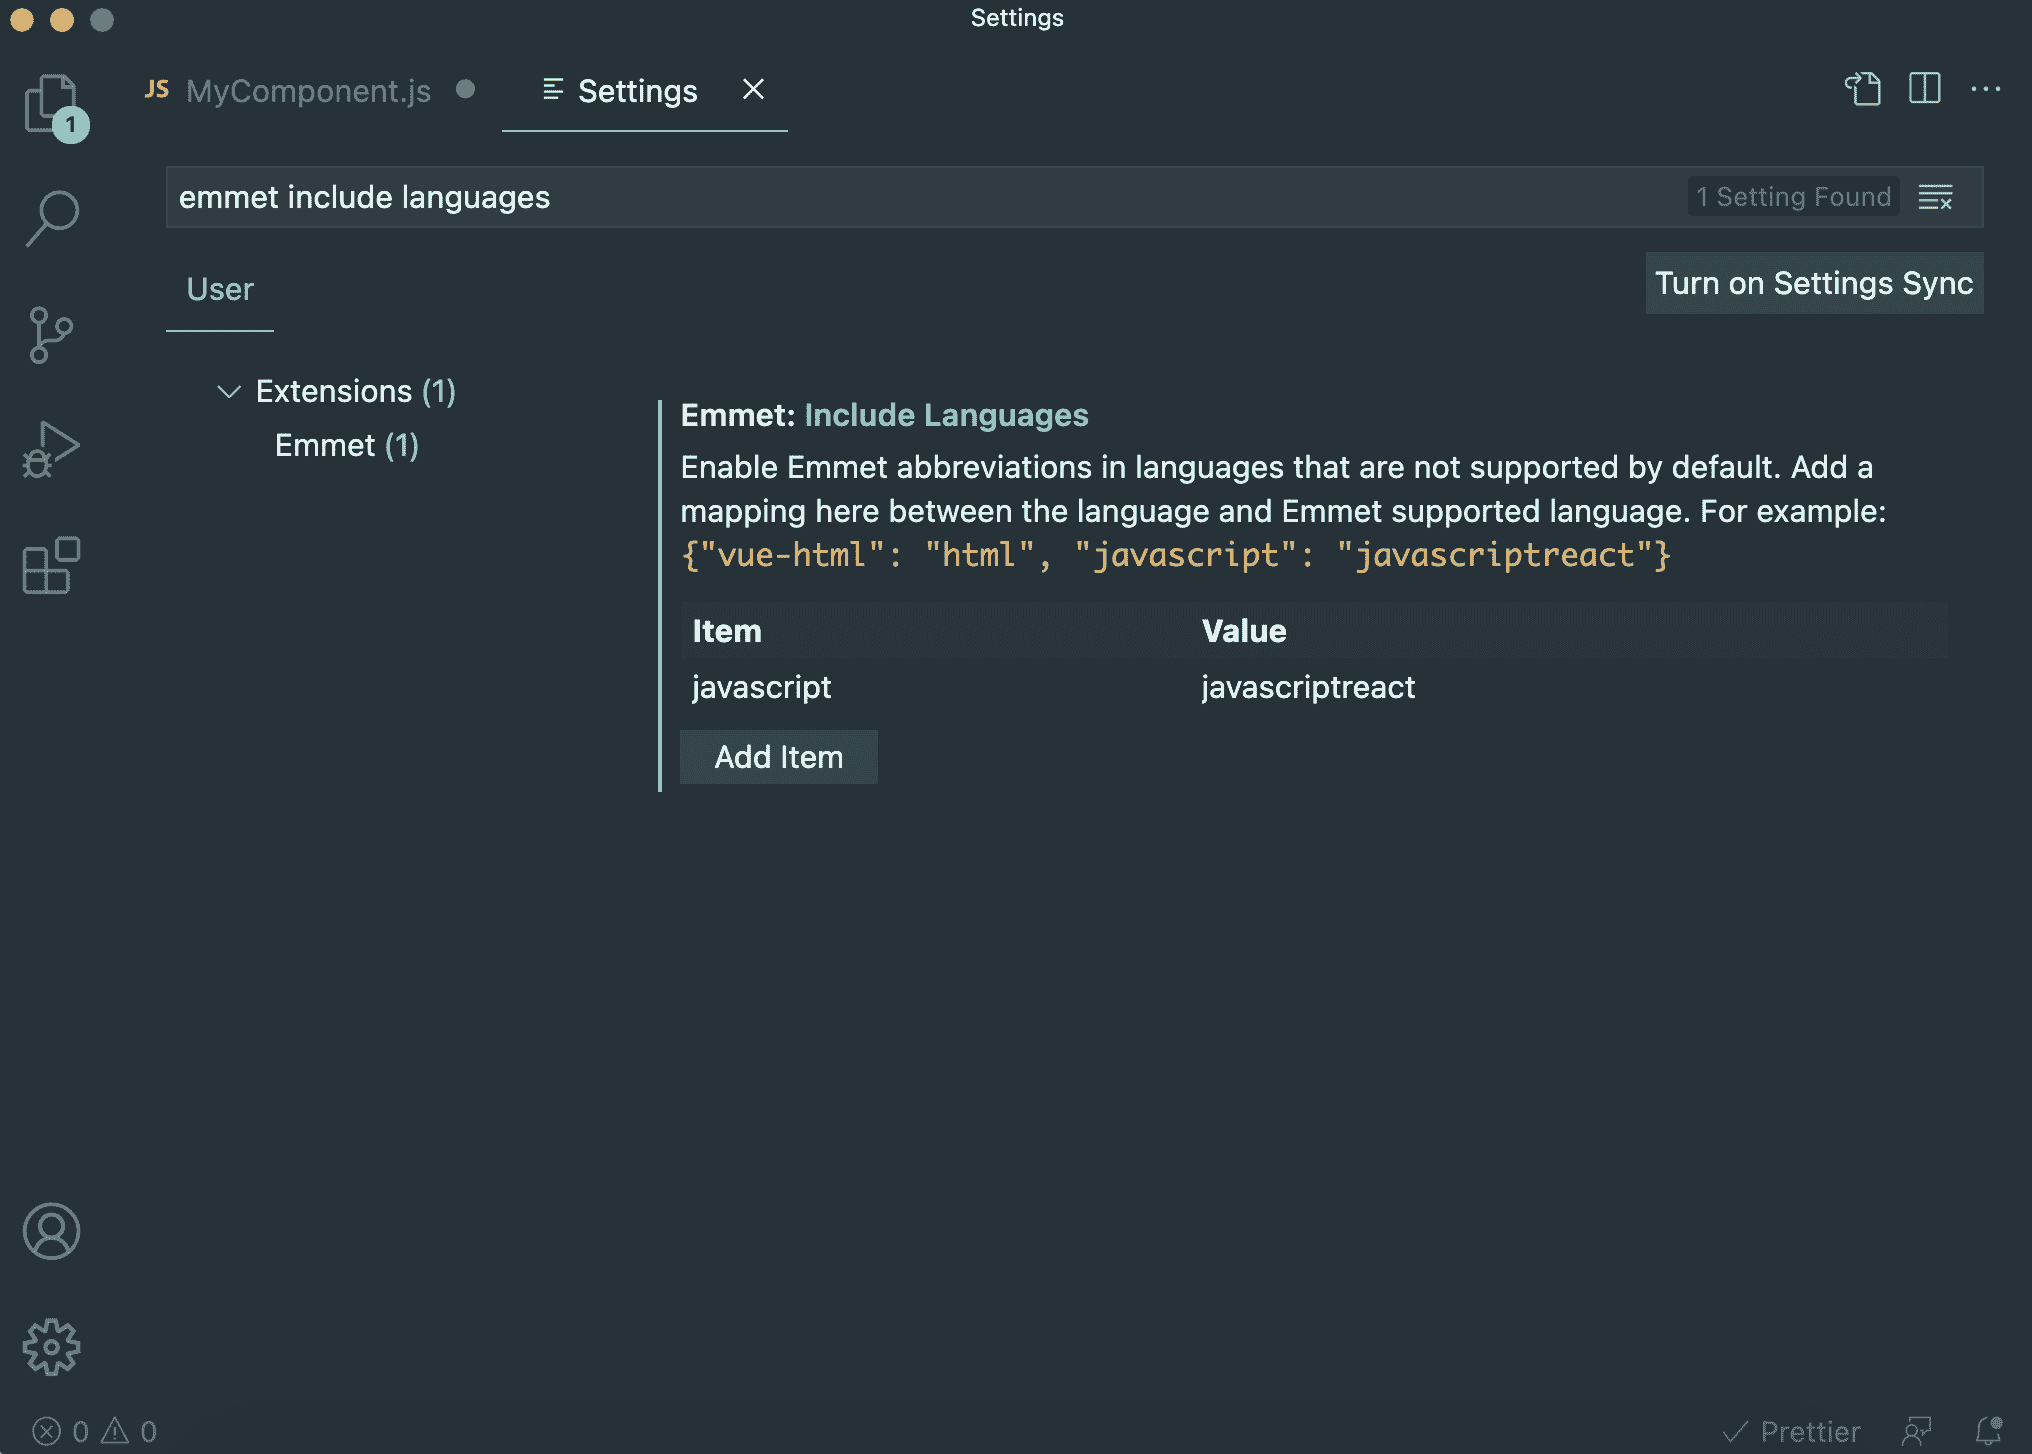 Settings
JS MyComponent.js
Settings
1
emmet include languages
1 Setting Found
User
Turn on Settings Sync
Extensions (1)
Emmet (1)
Emmet: Include Languages
Enable Emmet abbreviations in languages that are not supported by default. Add a
mapping here between the language and Emmet supported language. For example:
{"vue-html": "html", "javascript": "javascriptreact"}
Item Value
javascript javascriptreact
Add Item
0 0
Prettier